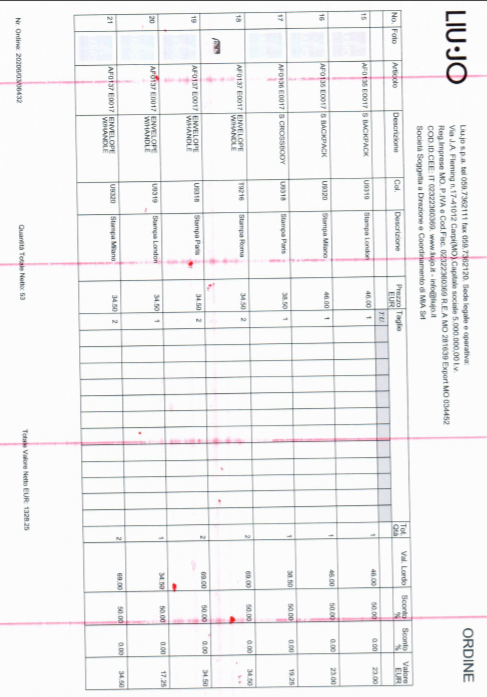 LIU·JO
Liu.jo s.p.a. tel 059.7362111 fax 059.7362120. Sede legale e operativa:
Via J.A. Fleming n.17-41012 Carpi(MO). Capitale sociale 5.000.000,00 I.v.
Reg.Imprese MO, P.IVA e Cod.Fisc. 02322360369 R.E.A MO 281639 Export MO 034452
COD.ID.CEE: IT 02322360369. www.liujo.it - info@liujo.it
Società Soggetta a Direzione e Coordinamento di MIA Srl
ORDINE
No. Foto Articolo Descrizione Col. Descrizione Prezzo EUR Taglie Tot. Qtà Val. Lordo Sconto % Sconto % Valore EUR
T.U.
15 AF0135 E0017 S BACKPACK U9319 Stampa London 46.00 1 1 46.00 50.00 0.00 23.00
16 AF0135 E0017 S BACKPACK U9320 Stampa Milano 46.00 1 1 46.00 50.00 0.00 23.00
17 AF0136 E0017 S CROSSBODY U9318 Stampa Paris 38.50 1 1 38.50 50.00 0.00 19.25
18 AF0137 E0017 ENVELOPE W/HANDLE T9216 Stampa Roma 34.50 2 2 69.00 50.00 0.00 34.50
19 AF0137 E0017 ENVELOPE W/HANDLE U9318 Stampa Paris 34.50 2 2 69.00 50.00 0.00 34.50
20 AF0137 E0017 ENVELOPE W/HANDLE U9319 Stampa London 34.50 1 1 34.50 50.00 0.00 17.25
21 AF0137 E0017 ENVELOPE W/HANDLE U9320 Stampa Milano 34.50 2 2 69.00 50.00 0.00 34.50
Nr. Ordine: 20206/0306432 Quantità Totale Netto: 53 Totale Valore Netto EUR: 1328.25